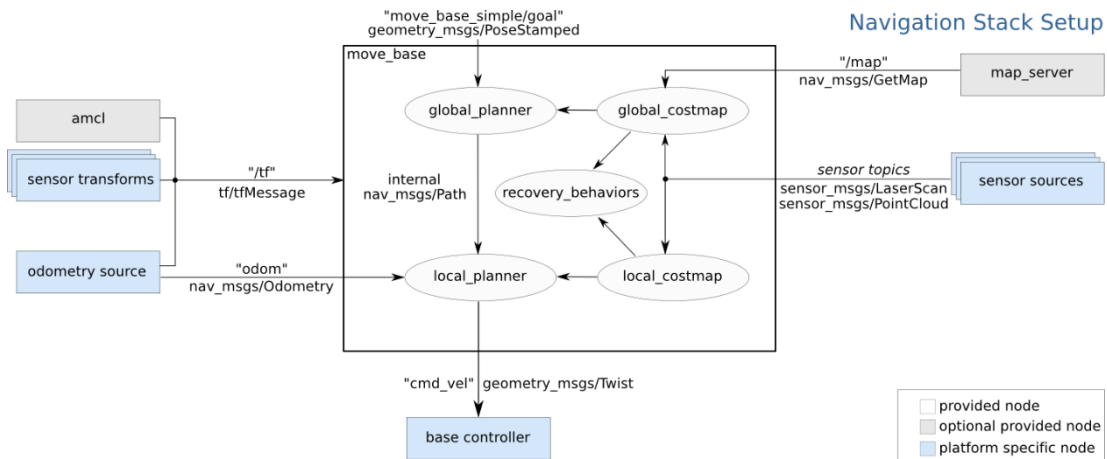 Navigation Stack Setup
"move_base_simple/goal"
geometry_msgs/PoseStamped
move_base
"/map"
nav_msgs/GetMap
map_server
global_planner
global_costmap
amcl
sensor transforms
"/tf"
tf/tfMessage
internal
nav_msgs/Path
recovery_behaviors
sensor topics
sensor_msgs/LaserScan
sensor_msgs/PointCloud
sensor sources
odometry source
"odom"
nav_msgs/Odometry
local_planner
local_costmap
"cmd_vel" geometry_msgs/Twist
base controller
provided node
optional provided node
platform specific node